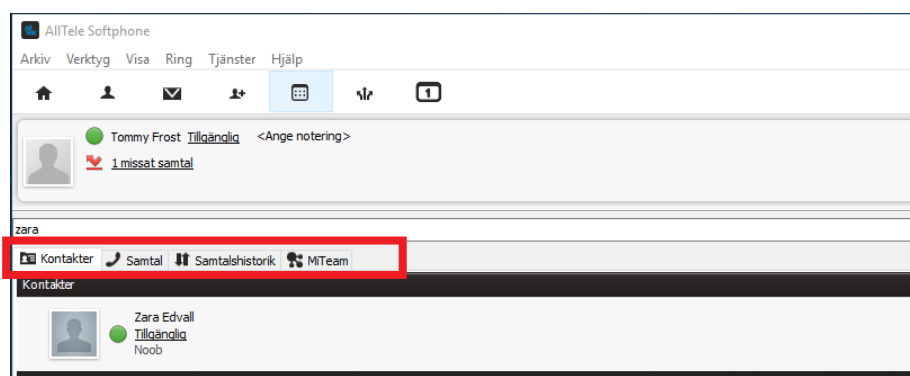 AllTele Softphone
Arkiv Verktyg Visa Ring Tjänster Hjälp
1
Tommy Frost Tillgänglig <Ange notering>
1 missat samtal
zara
Kontakter Samtal Samtalshistorik MiTeam
Kontakter
Zara Edvall
Tillgänglig
Noob